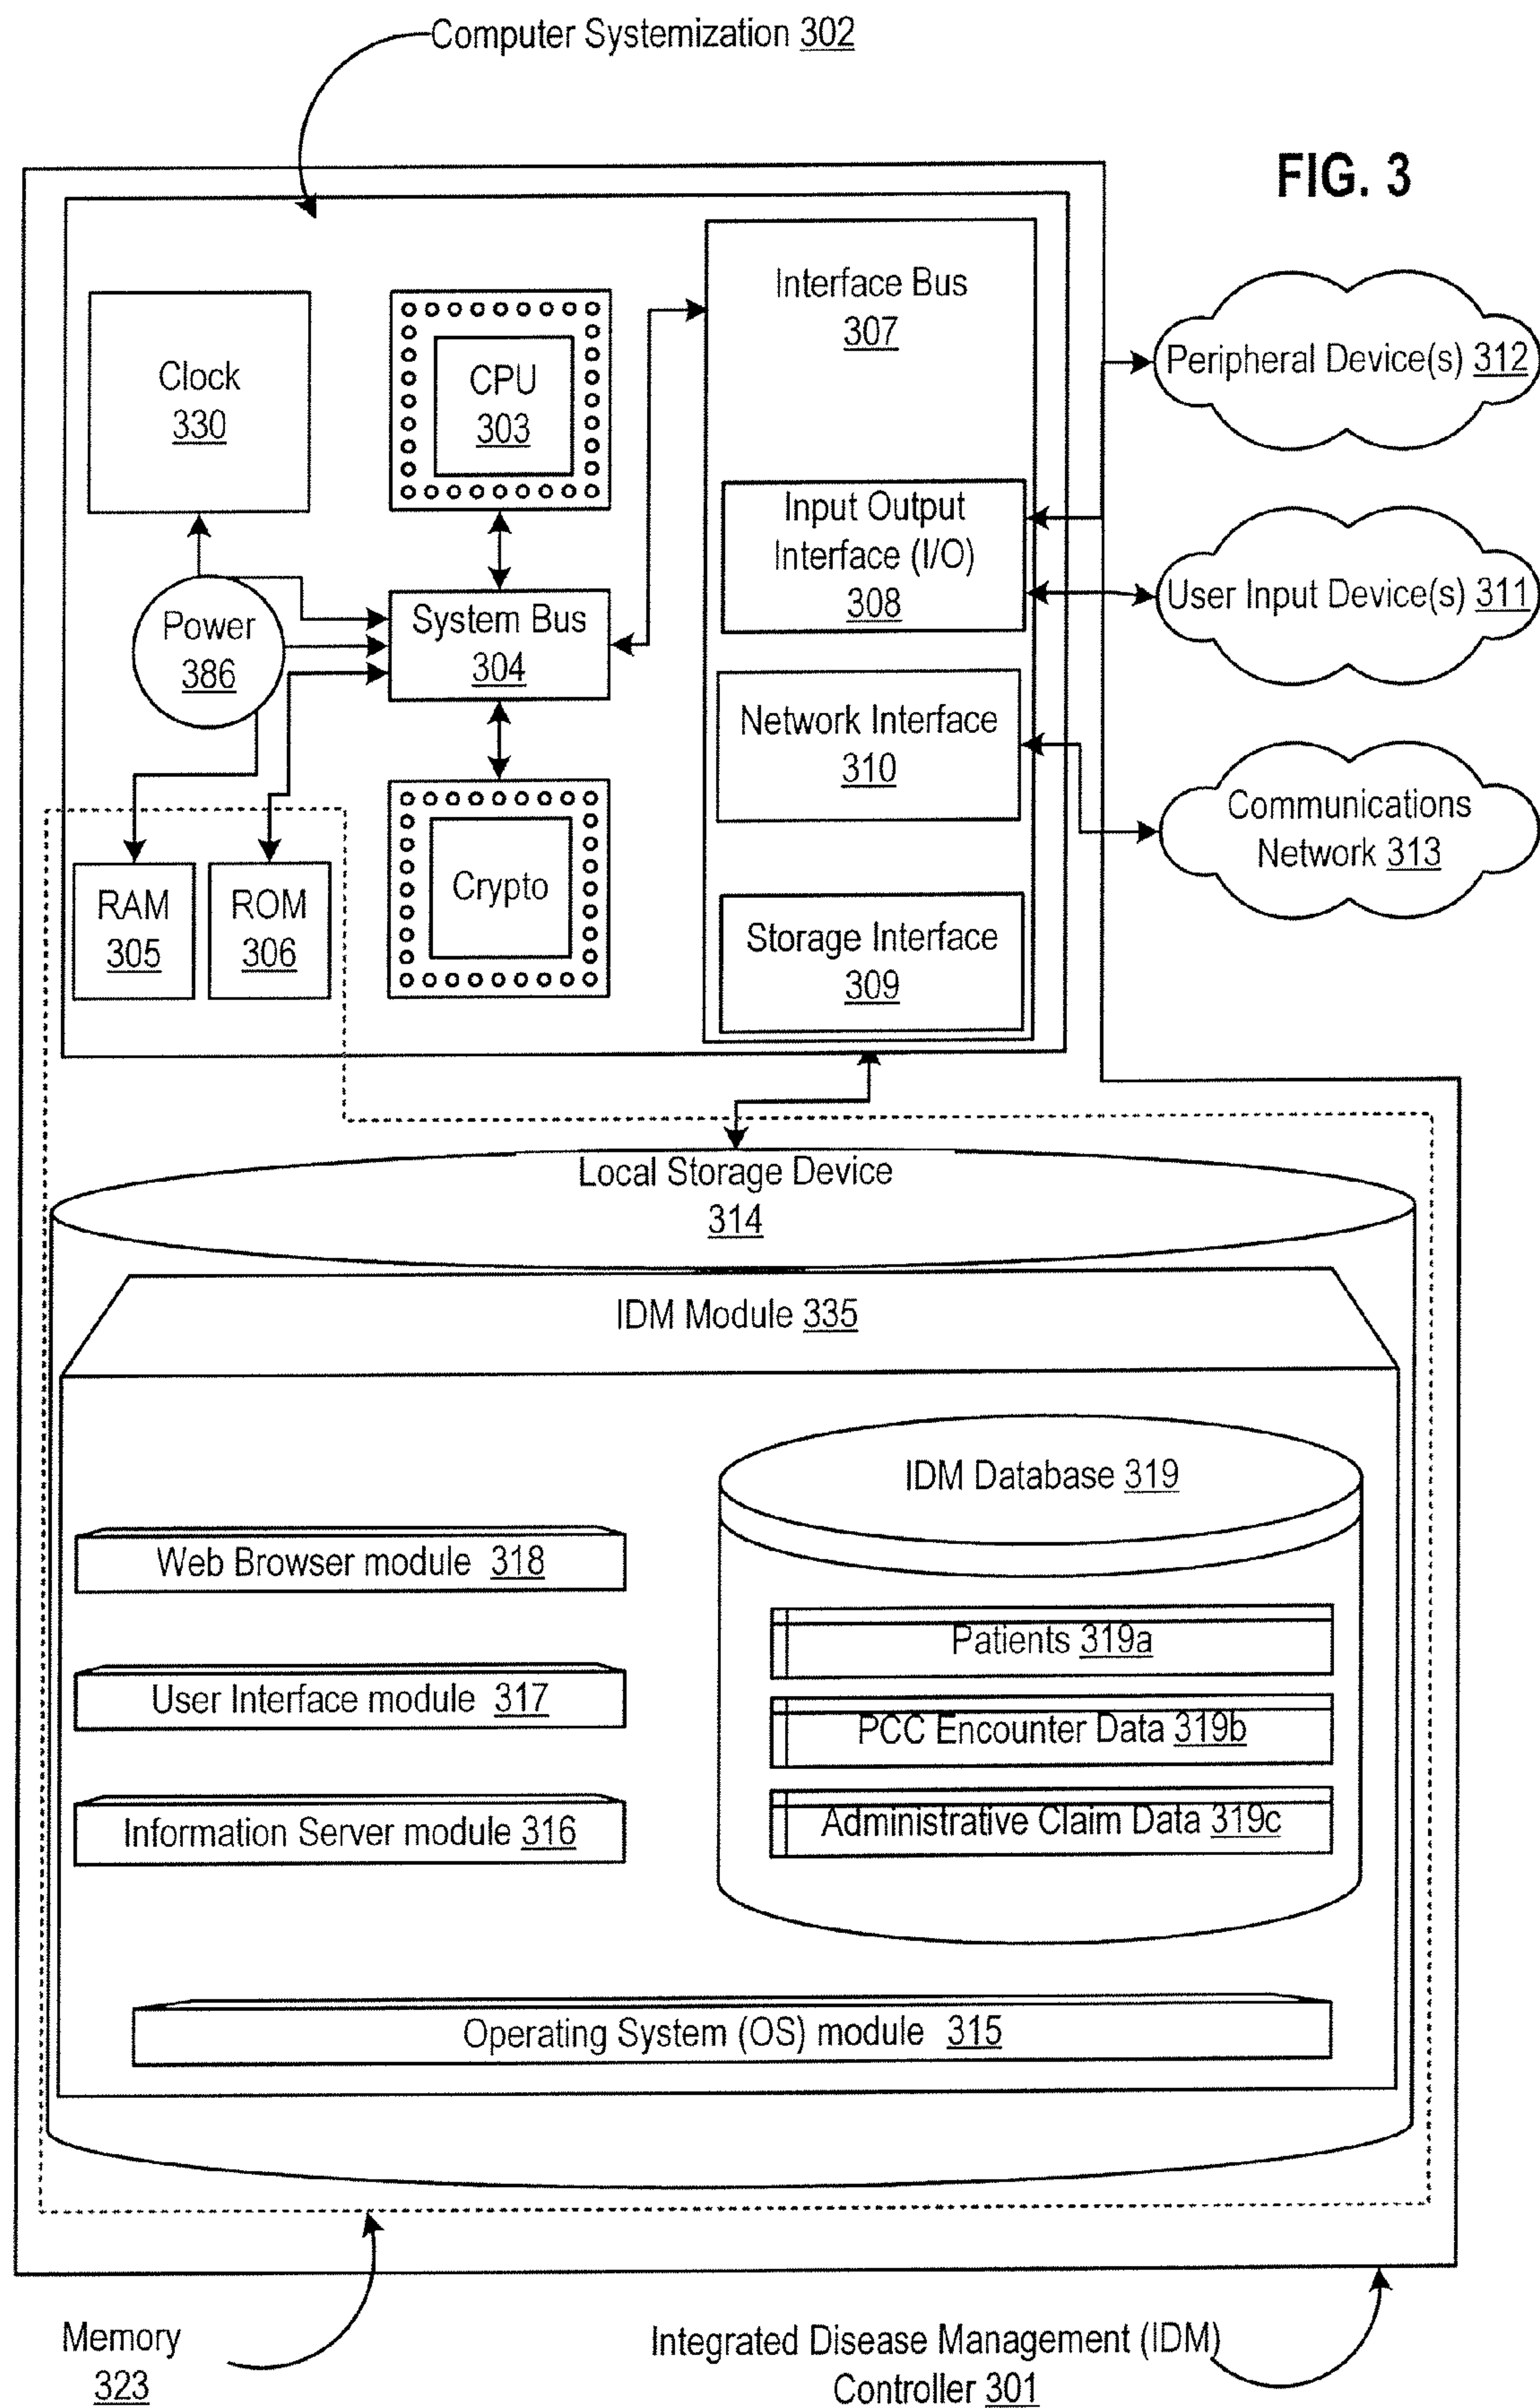 Computer Systemization 302
FIG. 3
Clock
330
CPU
303
Interface Bus
307
Peripheral Device(s) 312
Input Output
Interface (I/O)
308
User Input Device(s) 311
Power
386
System Bus
304
Network Interface
310
Communications
Network 313
RAM
305
ROM
306
Crypto
Storage Interface
309
Local Storage Device
314
IDM Module 335
IDM Database 319
Web Browser module 318
Patients 319a
User Interface module 317
PCC Encounter Data 319b
Information Server module 316
Administrative Claim Data 319c
Operating System (OS) module 315
Memory
323
Integrated Disease Management (IDM)
Controller 301